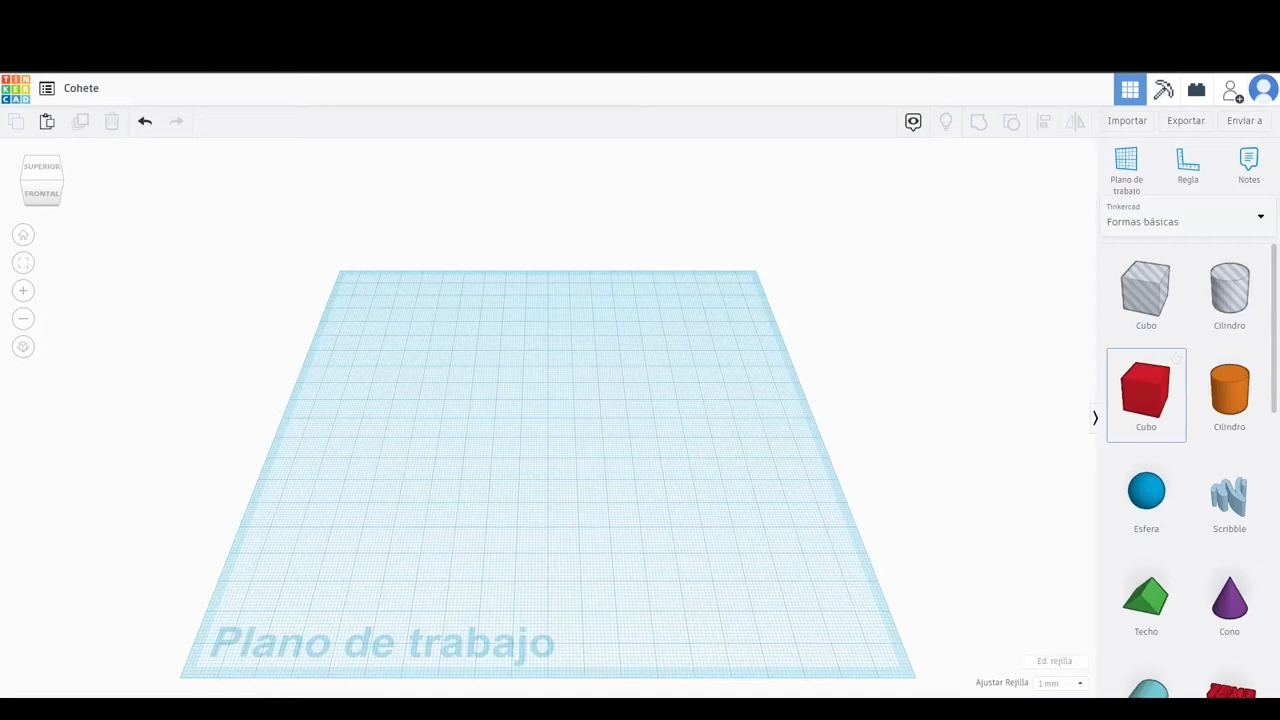 TIN
KER
CAD
Cohete
Importar
Exportar
Enviar a
SUPERIOR
FRONTAL
Plano de
trabajo
Regla
Notes
Tinkercad
Formas básicas
Cubo
Cilindro
Cubo
Cilindro
Esfera
Scribble
Techo
Cono
Plano de trabajo
Ed. rejilla
Ajustar Rejilla
1 mm